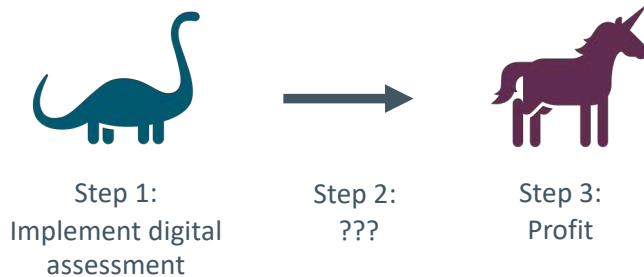 Step 1:
Implement digital
assessment
Step 2:
???
Step 3:
Profit